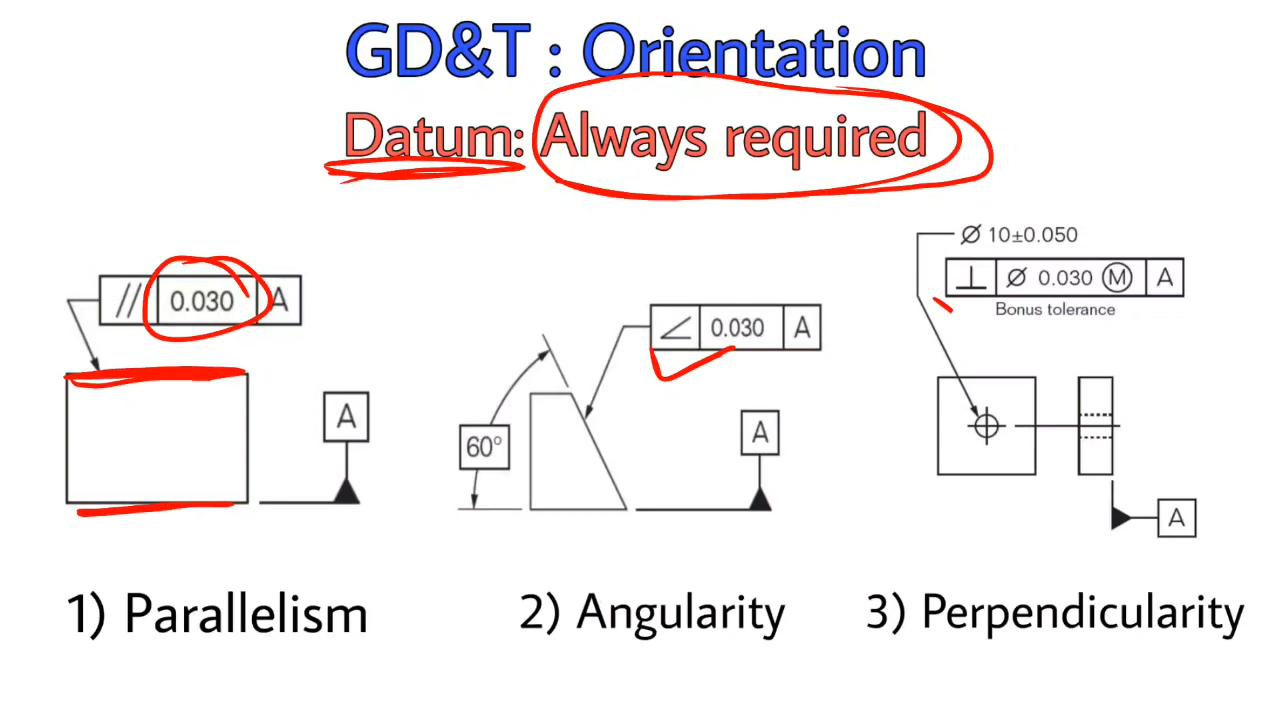 GD&T : Orientation
Datum: Always required
// 0.030 A
A
1) Parallelism
∠ 0.030 A
60°
A
2) Angularity
⌀ 10±0.050
⊥ ⌀ 0.030 Ⓜ A
Bonus tolerance
A
3) Perpendicularity